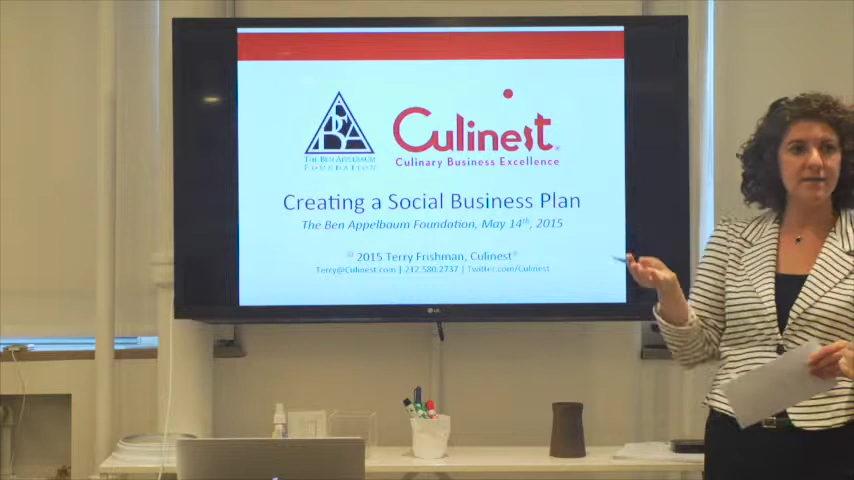 BA
THE BEN APPELBAUM
FOUNDATION
Culinest®
Culinary Business Excellence
Creating a Social Business Plan
The Ben Appelbaum Foundation, May 14th, 2015
© 2015 Terry Frishman, Culinest®
Terry@Culinest.com | 212.580.2737 | Twitter.com/Culinest
LG